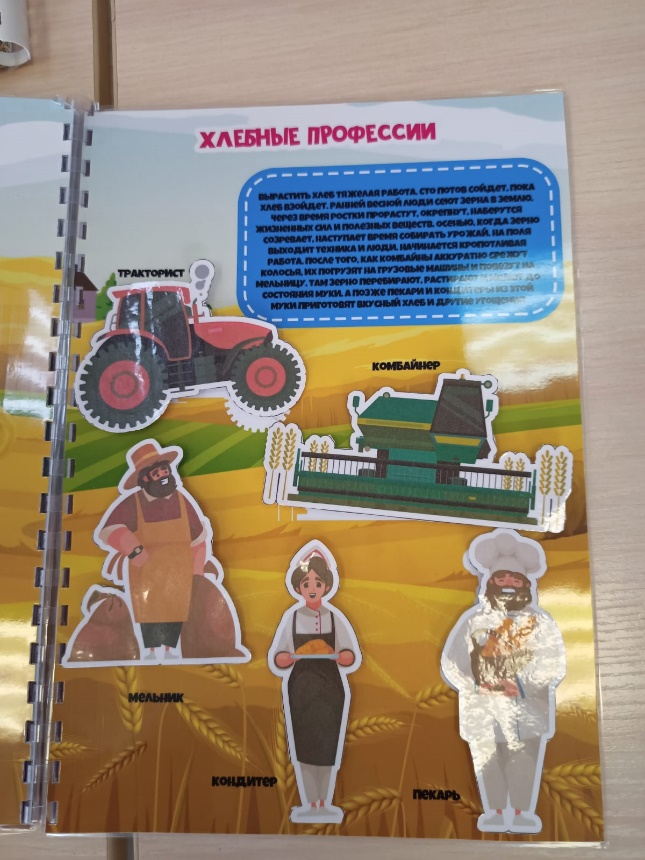 ХЛЕБНЫЕ ПРОФЕССИИ
ВЫРАСТИТЬ ХЛЕБ ТЯЖЕЛАЯ РАБОТА. СТО ПОТОВ СОЙДЕТ, ПОКА
ХЛЕБ ВЗОЙДЕТ. РАННЕЙ ВЕСНОЙ ЛЮДИ СЕЮТ ЗЕРНА В ЗЕМЛЮ.
ЧЕРЕЗ ВРЕМЯ РОСТКИ ПРОРАСТУТ, ОКРЕПНУТ, НАБЕРУТСЯ
ЖИЗНЕННЫХ СИЛ И ПОЛЕЗНЫХ ВЕЩЕСТВ. ОСЕНЬЮ, КОГДА ЗЕРНО
СОЗРЕВАЕТ, НАСТУПАЕТ ВРЕМЯ СОБИРАТЬ УРОЖАЙ. НА ПОЛЯ
ВЫХОДИТ ТЕХНИКА И ЛЮДИ. НАЧИНАЕТСЯ КРОПОТЛИВАЯ
РАБОТА. ПОСЛЕ ТОГО, КАК КОМБАЙНЫ АККУРАТНО СРЕЖУТ
КОЛОСЬЯ, ИХ ПОГРУЗЯТ НА ГРУЗОВЫЕ МАШИНЫ И ПОВЕЗУТ НА
МЕЛЬНИЦУ. ТАМ ЗЕРНО ПЕРЕБИРАЮТ, ДО
СОСТОЯНИЯ МУКИ. А ПОЗЖЕ ПЕКАРИ И КОНДИТЕРЫ ИЗ ЭТОЙ
МУКИ ПРИГОТОВЯТ ВКУСНЫЙ ХЛЕБ И ДРУГИЕ УГОЩЕНИЯ.
ТРАКТОРИСТ
КОМБАЙНЕР
МЕЛЬНИК
КОНДИТЕР
ПЕКАРЬ